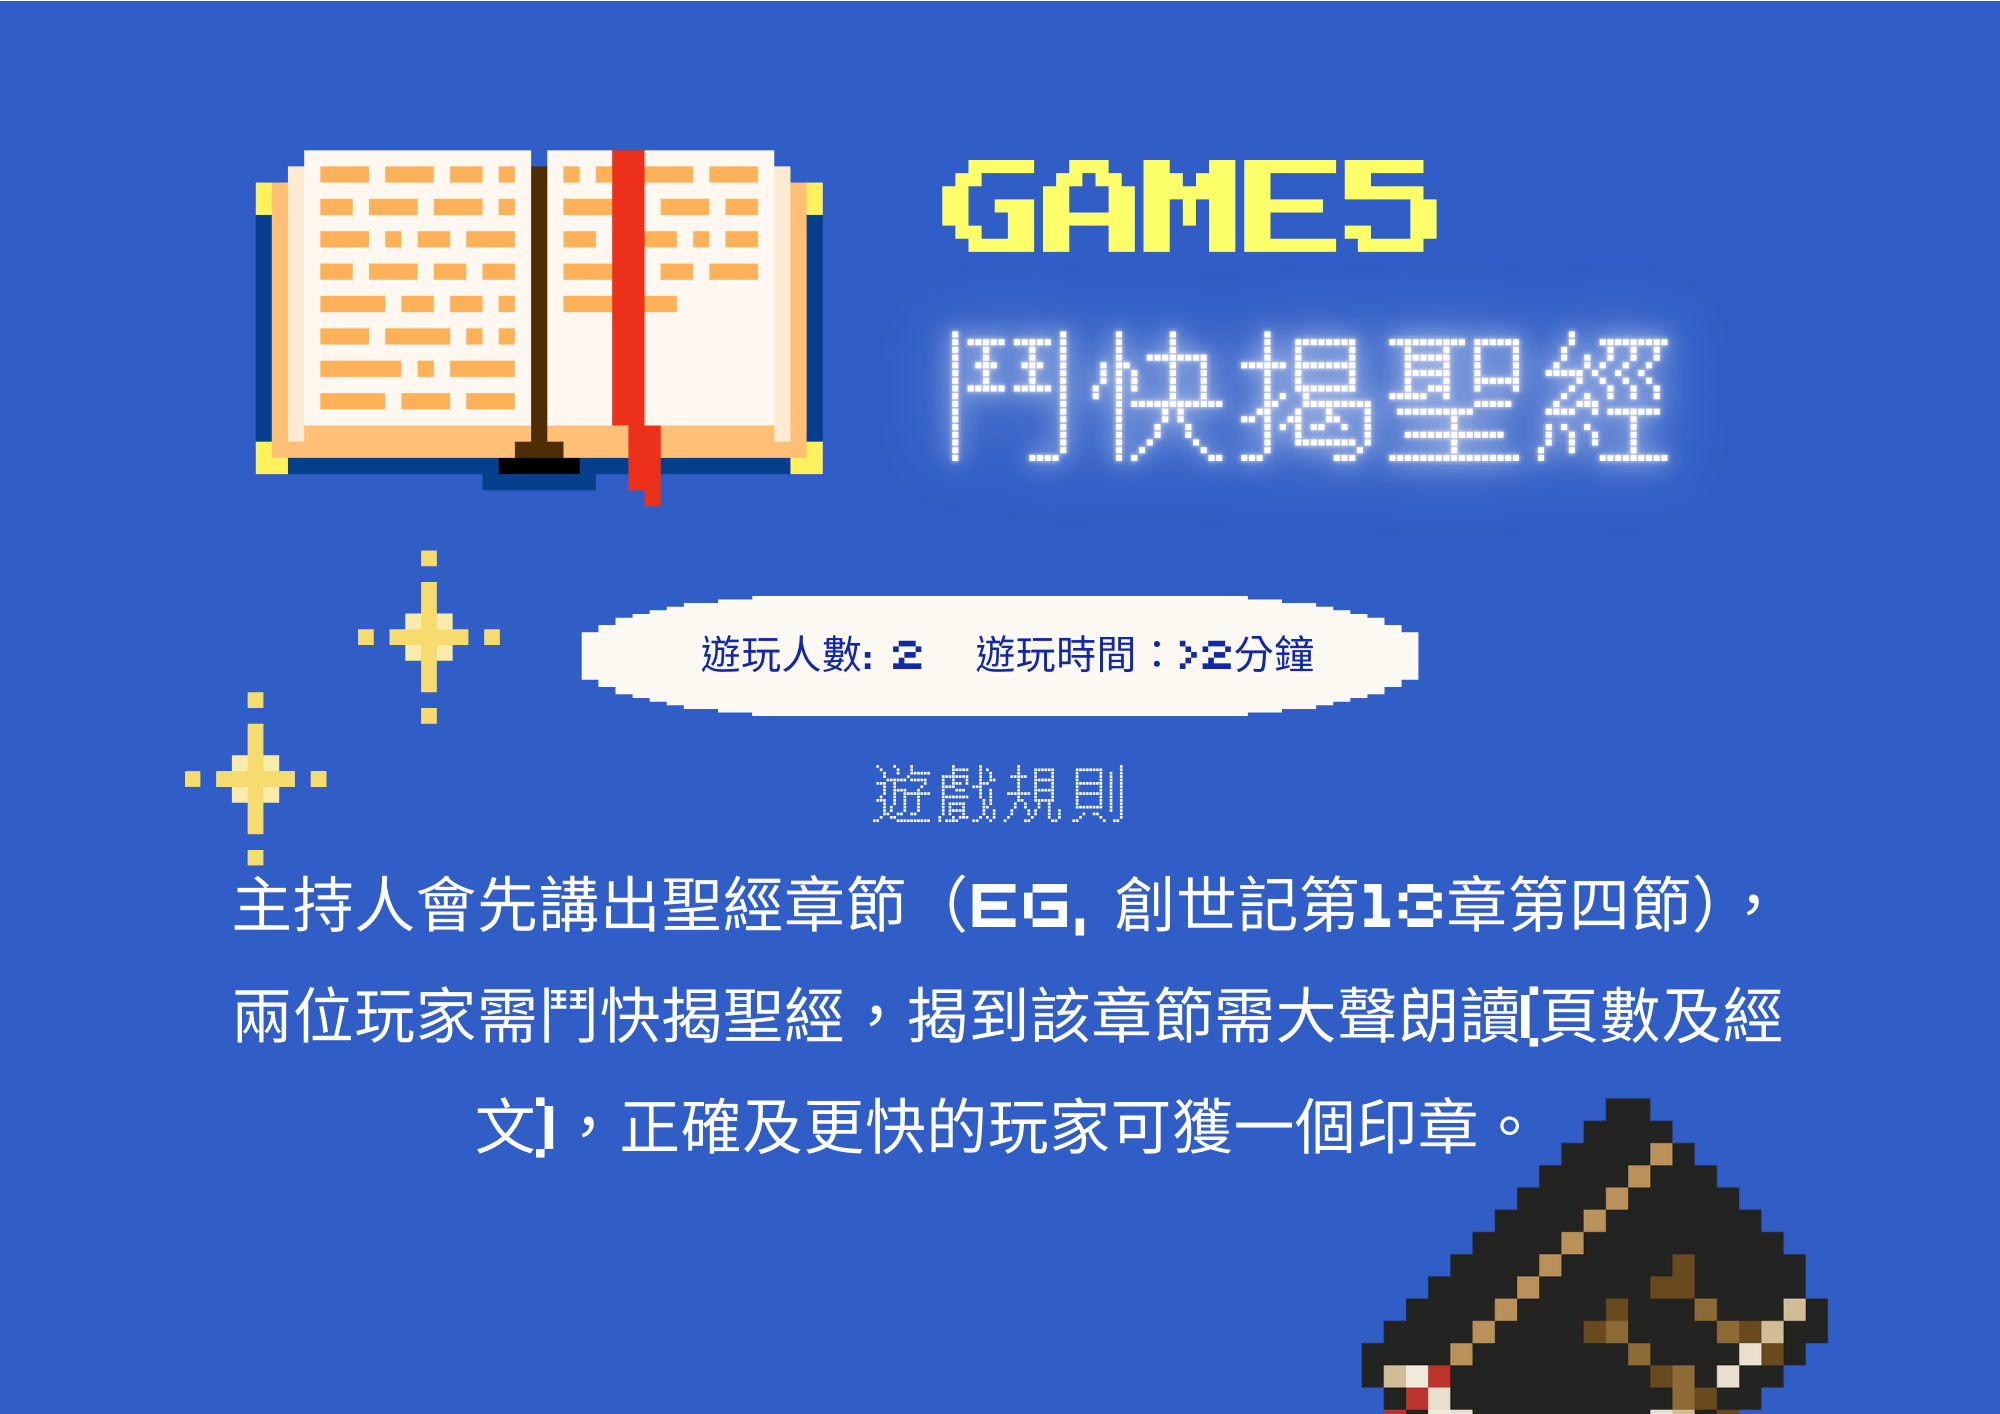 GAMES
鬥快揭聖經
遊玩人數: 2　遊玩時間：>2分鐘
遊戲規則
主持人會先講出聖經章節（EG, 創世記第13章第四節），
兩位玩家需鬥快揭聖經，揭到該章節需大聲朗讀(頁數及經
文)，正確及更快的玩家可獲一個印章。